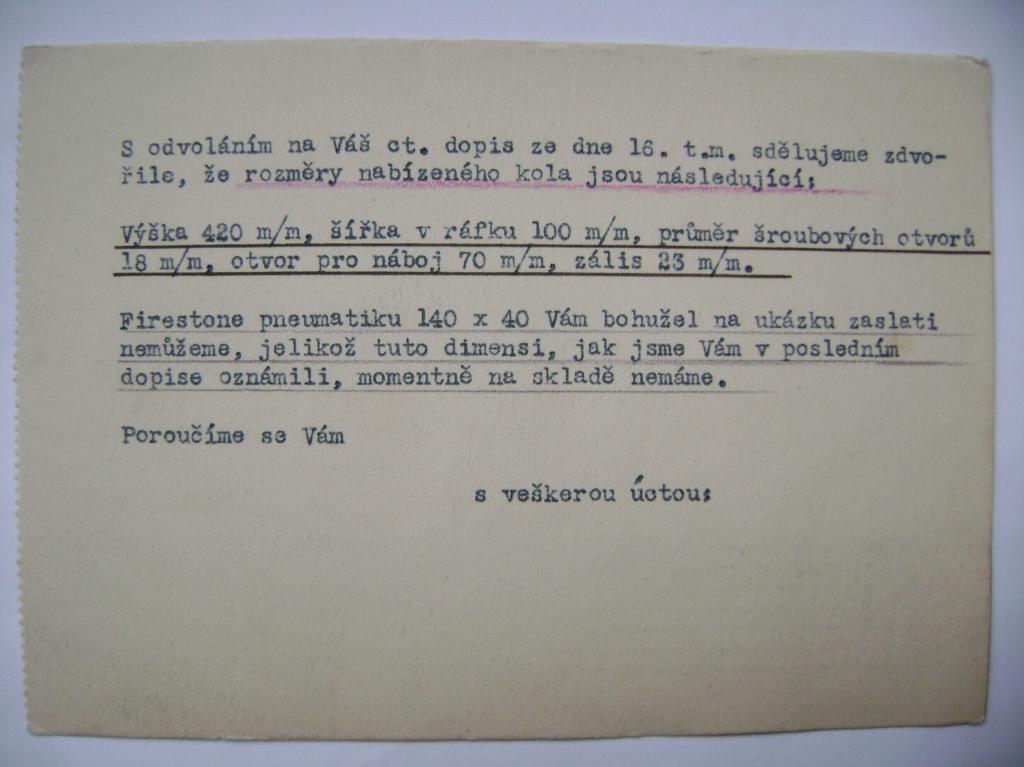 S odvoláním na Váš ct. dopis ze dne 16. t.m. sdělujeme zdvo-
řile, že rozměry nabízeného kola jsou následující:
Výška 420 m/m, šířka v ráfku 100 m/m, průměr šroubových otvorů
18 m/m, otvor pro náboj 70 m/m, zális 23 m/m.
Firestone pneumatiku 140 x 40 Vám bohužel na ukázku zaslati
nemůžeme, jelikož tuto dimensi, jak jsme Vám v posledním
dopise oznámili, momentně na skladě nemáme.
Poroučíme se Vám
s veškerou úctou: